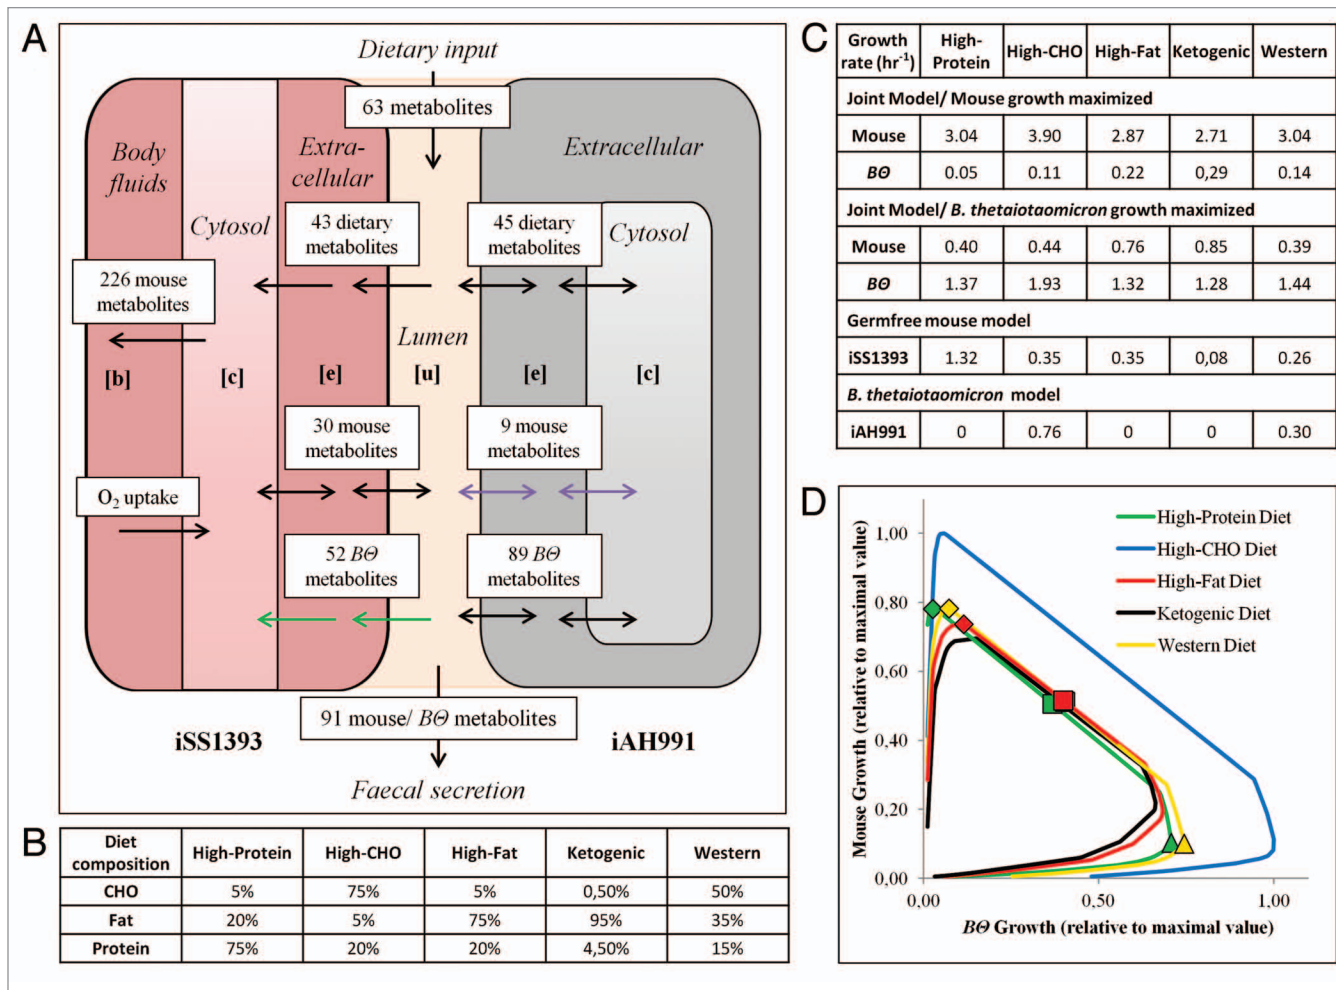 A
Dietary input
63 metabolites
Body
fluids
Extra-
cellular
Extracellular
Cytosol
43 dietary
metabolites
45 dietary
metabolites
Cytosol
226 mouse
metabolites
Lumen
[b]
[c]
[e]
[u]
[e]
[c]
30 mouse
metabolites
9 mouse
metabolites
O2 uptake
52 BΘ
metabolites
89 BΘ
metabolites
91 mouse/ BΘ metabolites
iSS1393
iAH991
Faecal secretion
B
Diet
composition
High-Protein High-CHO High-Fat Ketogenic Western
CHO 5% 75% 5% 0,50% 50%
Fat 20% 5% 75% 95% 35%
Protein 75% 20% 20% 4,50% 15%
C
Growth
rate (hr-1)
High-
Protein
High-CHO High-Fat Ketogenic Western
Joint Model/ Mouse growth maximized
Mouse 3.04 3.90 2.87 2.71 3.04
BΘ 0.05 0.11 0.22 0,29 0.14
Joint Model/ B. thetaiotaomicron growth maximized
Mouse 0.40 0.44 0.76 0.85 0.39
BΘ 1.37 1.93 1.32 1.28 1.44
Germfree mouse model
iSS1393 1.32 0.35 0.35 0,08 0.26
B. thetaiotaomicron model
iAH991 0 0.76 0 0 0.30
D
Mouse Growth (relative to maximal value)
1.00
0.80
0.60
0.40
0.20
0,00
High-Protein Diet
High-CHO Diet
High-Fat Diet
Ketogenic Diet
Western Diet
0,00 0,50 1,00
BΘ Growth (relative to maximal value)